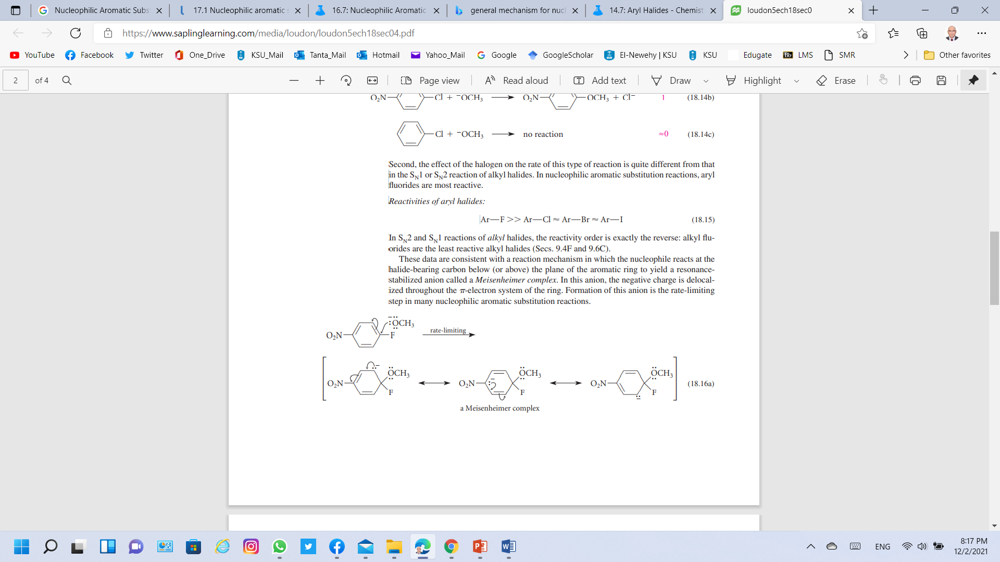 Nucleophilic Aromatic Subs
17.1 Nucleophilic aromatic s
16.7: Nucleophilic Aromatic
general mechanism for nucl
14.7: Aryl Halides - Chemist
loudon5ech18sec0
https://www.saplinglearning.com/media/loudon/loudon5ech18sec04.pdf
YouTube Facebook Twitter One_Drive KSU_Mail Tanta_Mail Hotmail Yahoo_Mail Google GoogleScholar El-Newehy | KSU KSU Edugate LMS SMR Other favorites
2 of 4 Page view Read aloud Add text Draw Highlight Erase
O₂N Cl + ⁻OCH₃ ⟶ O₂N OCH₃ + Cl⁻ 1 (18.14b)
Cl + ⁻OCH₃ ⟶ no reaction ≈0 (18.14c)
Second, the effect of the halogen on the rate of this type of reaction is quite different from that
in the SN1 or SN2 reaction of alkyl halides. In nucleophilic aromatic substitution reactions, aryl
fluorides are most reactive.
Reactivities of aryl halides:
Ar—F >> Ar—Cl ≈ Ar—Br ≈ Ar—I (18.15)
In SN2 and SN1 reactions of alkyl halides, the reactivity order is exactly the reverse: alkyl flu-
orides are the least reactive alkyl halides (Secs. 9.4F and 9.6C).
These data are consistent with a reaction mechanism in which the nucleophile reacts at the
halide-bearing carbon below (or above) the plane of the aromatic ring to yield a resonance-
stabilized anion called a Meisenheimer complex. In this anion, the negative charge is delocal-
ized throughout the π-electron system of the ring. Formation of this anion is the rate-limiting
step in many nucleophilic aromatic substitution reactions.
:ÖCH₃
O₂N F rate-limiting
ÖCH₃ ÖCH₃ ÖCH₃
O₂N O₂N O₂N (18.16a)
F F F
a Meisenheimer complex
ENG
8:17 PM
12/2/2021